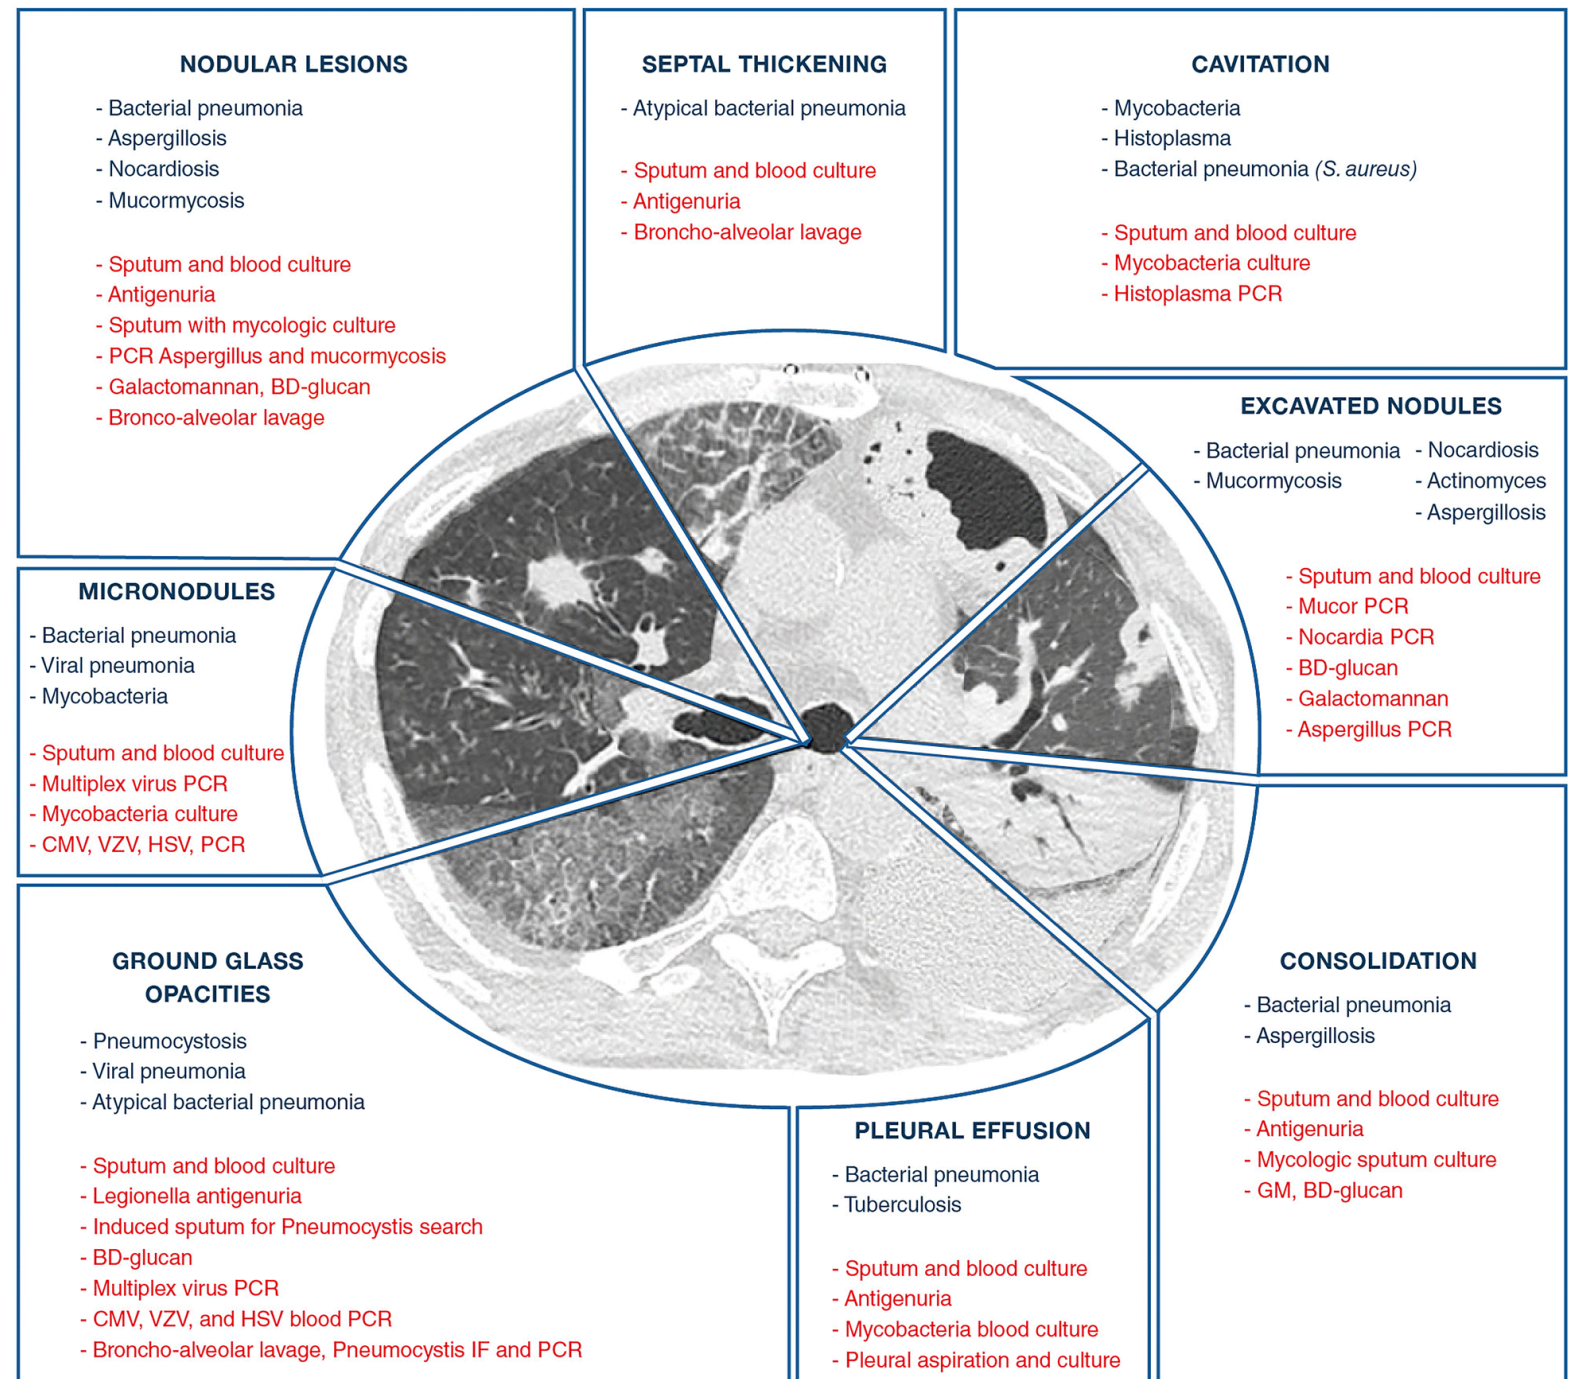 NODULAR LESIONS
- Bacterial pneumonia
- Aspergillosis
- Nocardiosis
- Mucormycosis
- Sputum and blood culture
- Antigenuria
- Sputum with mycologic culture
- PCR Aspergillus and mucormycosis
- Galactomannan, BD-glucan
- Bronco-alveolar lavage
SEPTAL THICKENING
- Atypical bacterial pneumonia
- Sputum and blood culture
- Antigenuria
- Broncho-alveolar lavage
CAVITATION
- Mycobacteria
- Histoplasma
- Bacterial pneumonia (S. aureus)
- Sputum and blood culture
- Mycobacteria culture
- Histoplasma PCR
EXCAVATED NODULES
- Bacterial pneumonia - Nocardiosis
- Mucormycosis - Actinomyces
- Aspergillosis
- Sputum and blood culture
- Mucor PCR
- Nocardia PCR
- BD-glucan
- Galactomannan
- Aspergillus PCR
MICRONODULES
- Bacterial pneumonia
- Viral pneumonia
- Mycobacteria
- Sputum and blood culture
- Multiplex virus PCR
- Mycobacteria culture
- CMV, VZV, HSV, PCR
GROUND GLASS
OPACITIES
- Pneumocystosis
- Viral pneumonia
- Atypical bacterial pneumonia
- Sputum and blood culture
- Legionella antigenuria
- Induced sputum for Pneumocystis search
- BD-glucan
- Multiplex virus PCR
- CMV, VZV, and HSV blood PCR
- Broncho-alveolar lavage, Pneumocystis IF and PCR
PLEURAL EFFUSION
- Bacterial pneumonia
- Tuberculosis
- Sputum and blood culture
- Antigenuria
- Mycobacteria blood culture
- Pleural aspiration and culture
CONSOLIDATION
- Bacterial pneumonia
- Aspergillosis
- Sputum and blood culture
- Antigenuria
- Mycologic sputum culture
- GM, BD-glucan